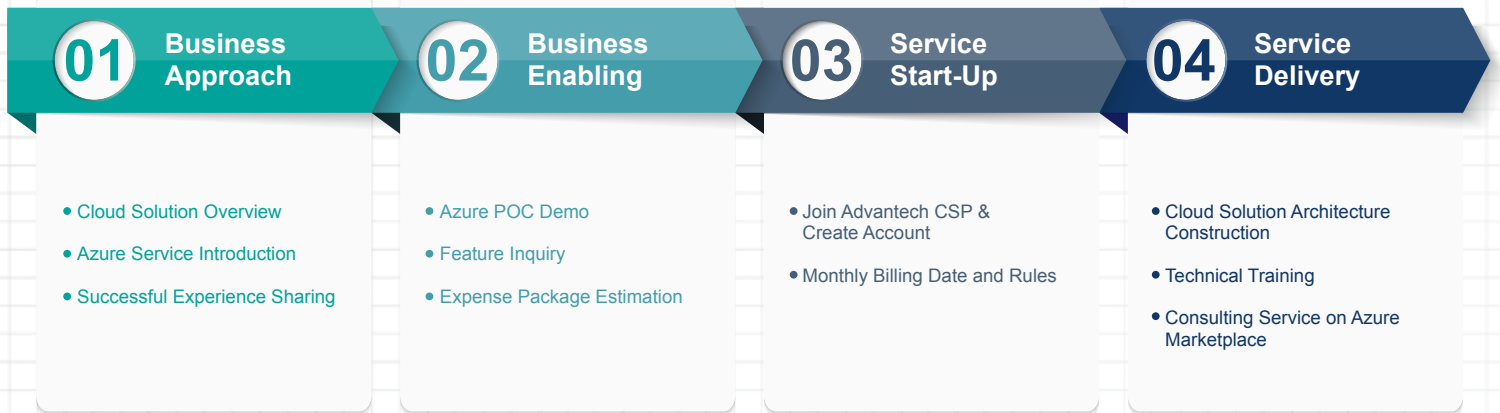 01
Business
Approach
• Cloud Solution Overview
• Azure Service Introduction
• Successful Experience Sharing
02
Business
Enabling
• Azure POC Demo
• Feature Inquiry
• Expense Package Estimation
03
Service
Start-Up
• Join Advantech CSP &
Create Account
• Monthly Billing Date and Rules
04
Service
Delivery
• Cloud Solution Architecture
Construction
• Technical Training
• Consulting Service on Azure
Marketplace